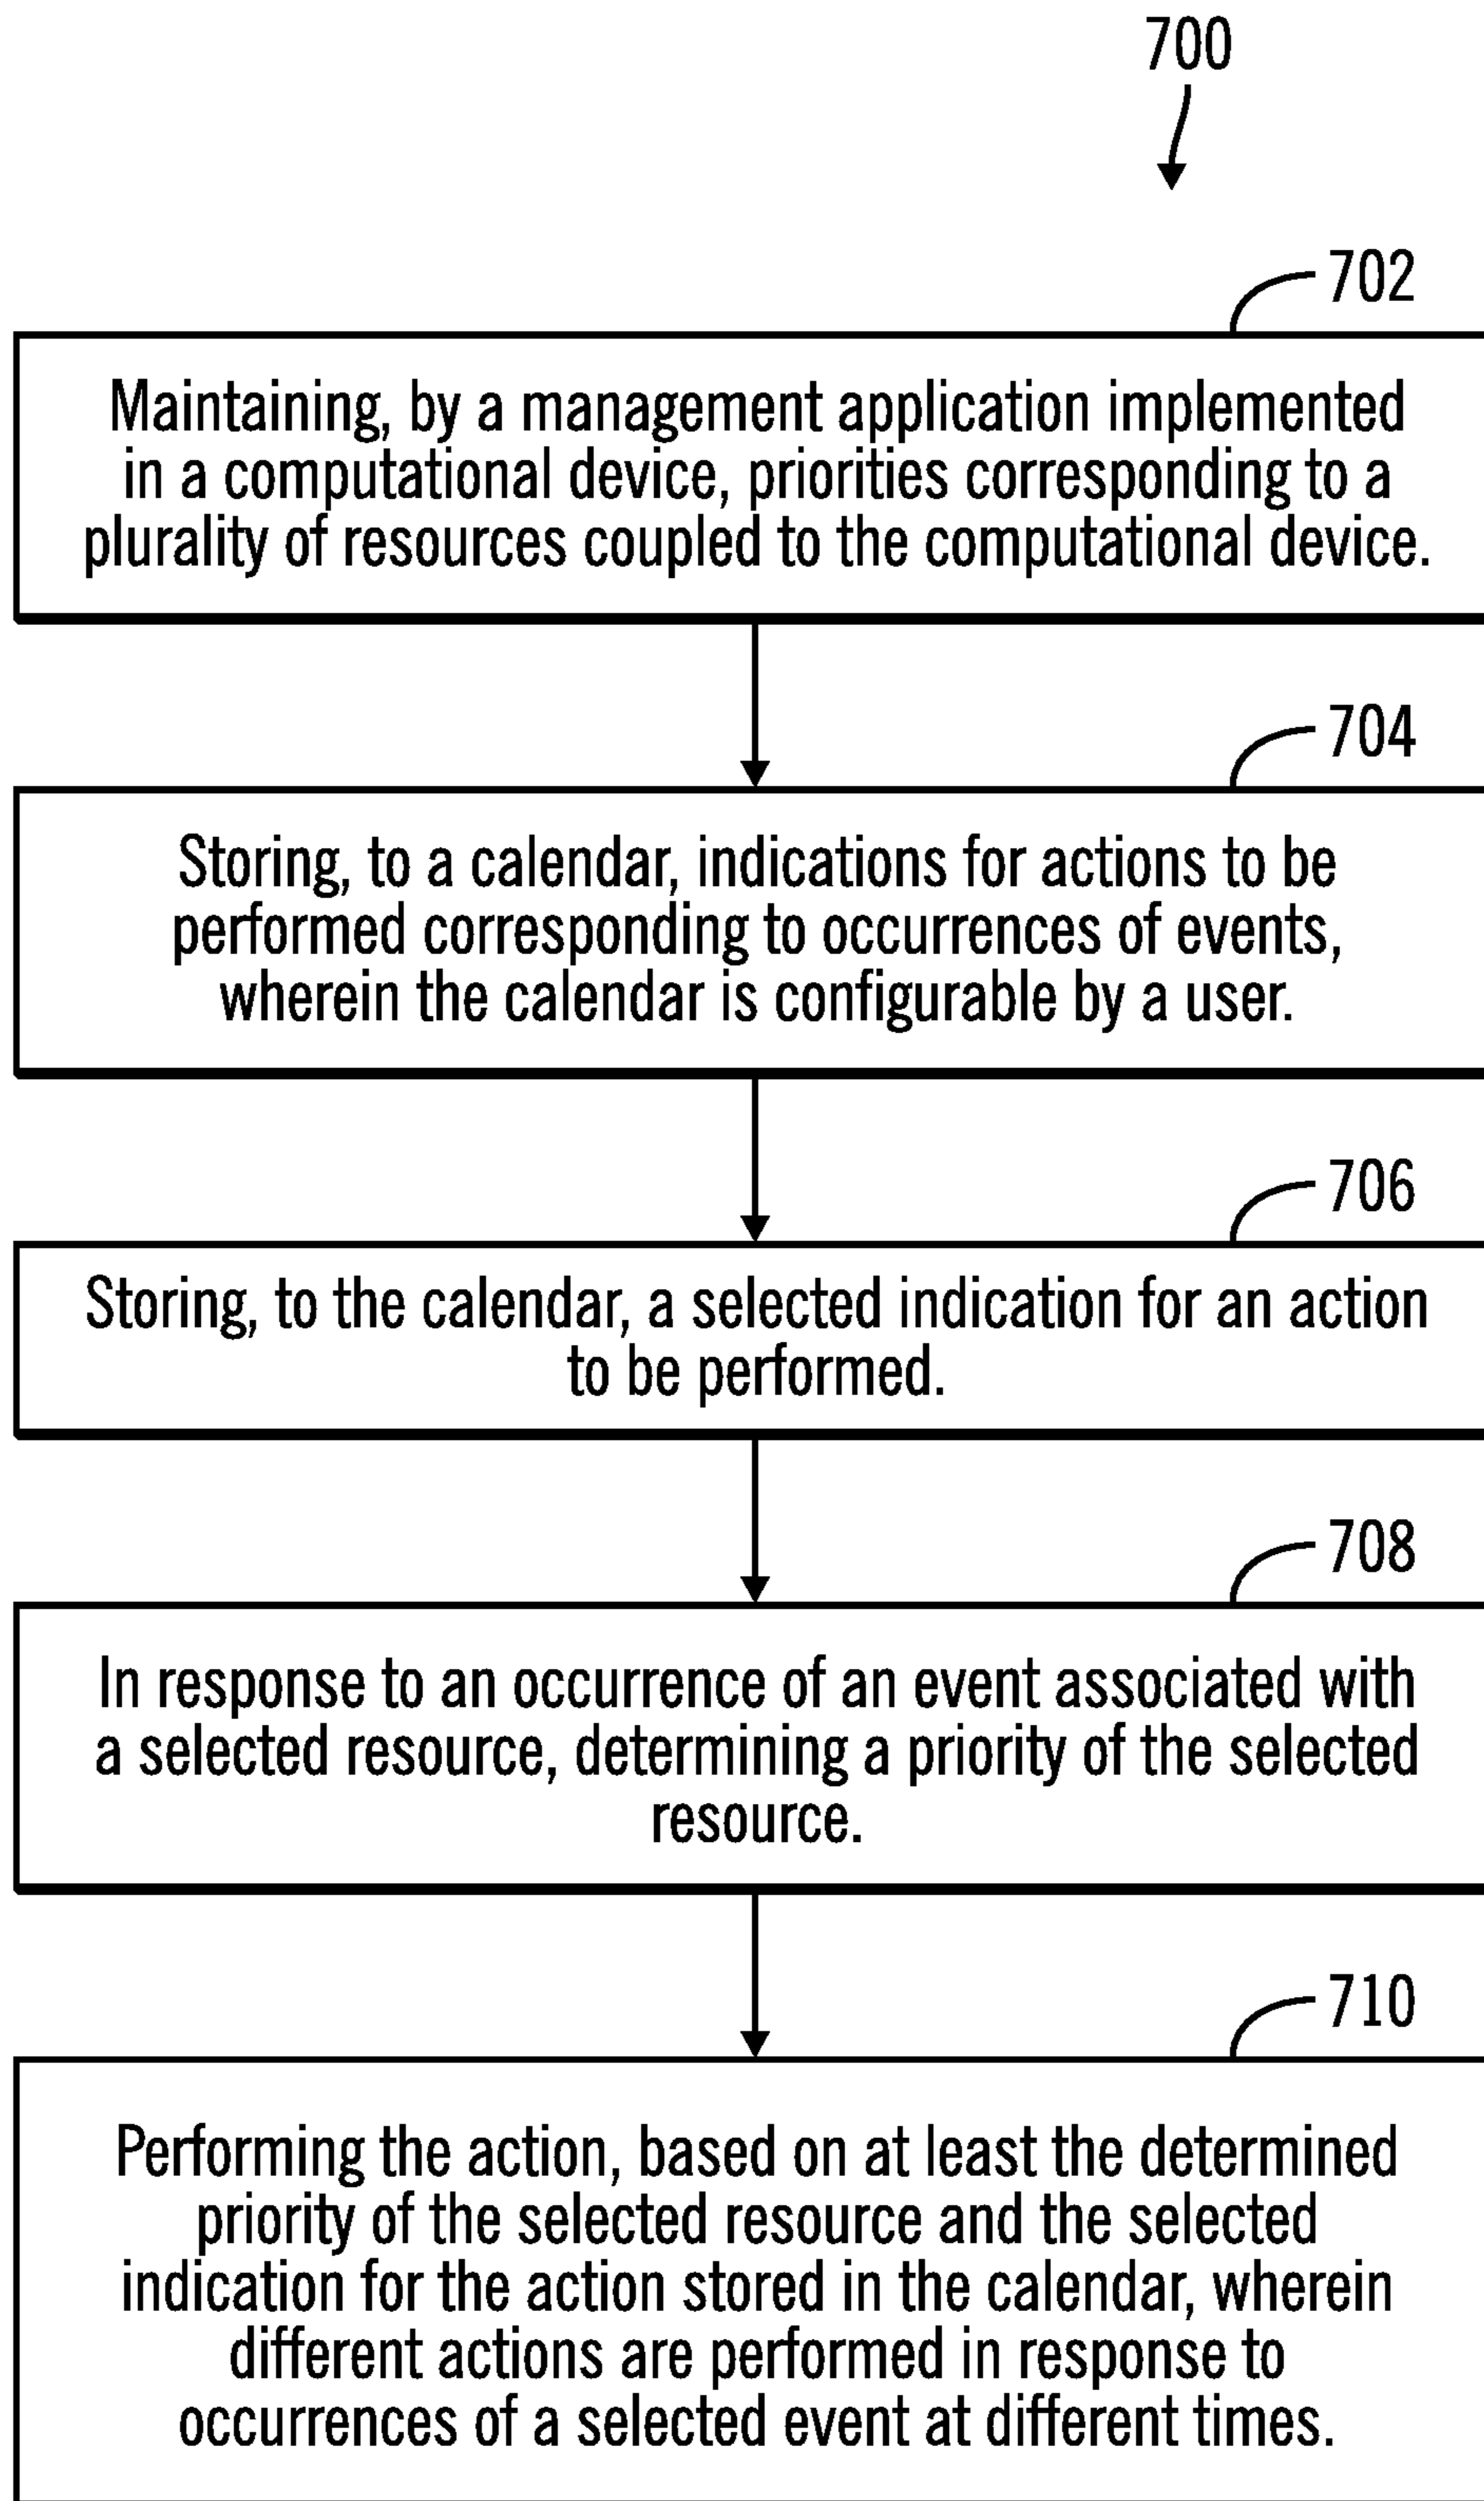 700
702
Maintaining, by a management application implemented
in a computational device, priorities corresponding to a
plurality of resources coupled to the computational device.
704
Storing, to a calendar, indications for actions to be
performed corresponding to occurrences of events,
wherein the calendar is configurable by a user.
706
Storing, to the calendar, a selected indication for an action
to be performed.
708
In response to an occurrence of an event associated with
a selected resource, determining a priority of the selected
resource.
710
Performing the action, based on at least the determined
priority of the selected resource and the selected
indication for the action stored in the calendar, wherein
different actions are performed in response to
occurrences of a selected event at different times.